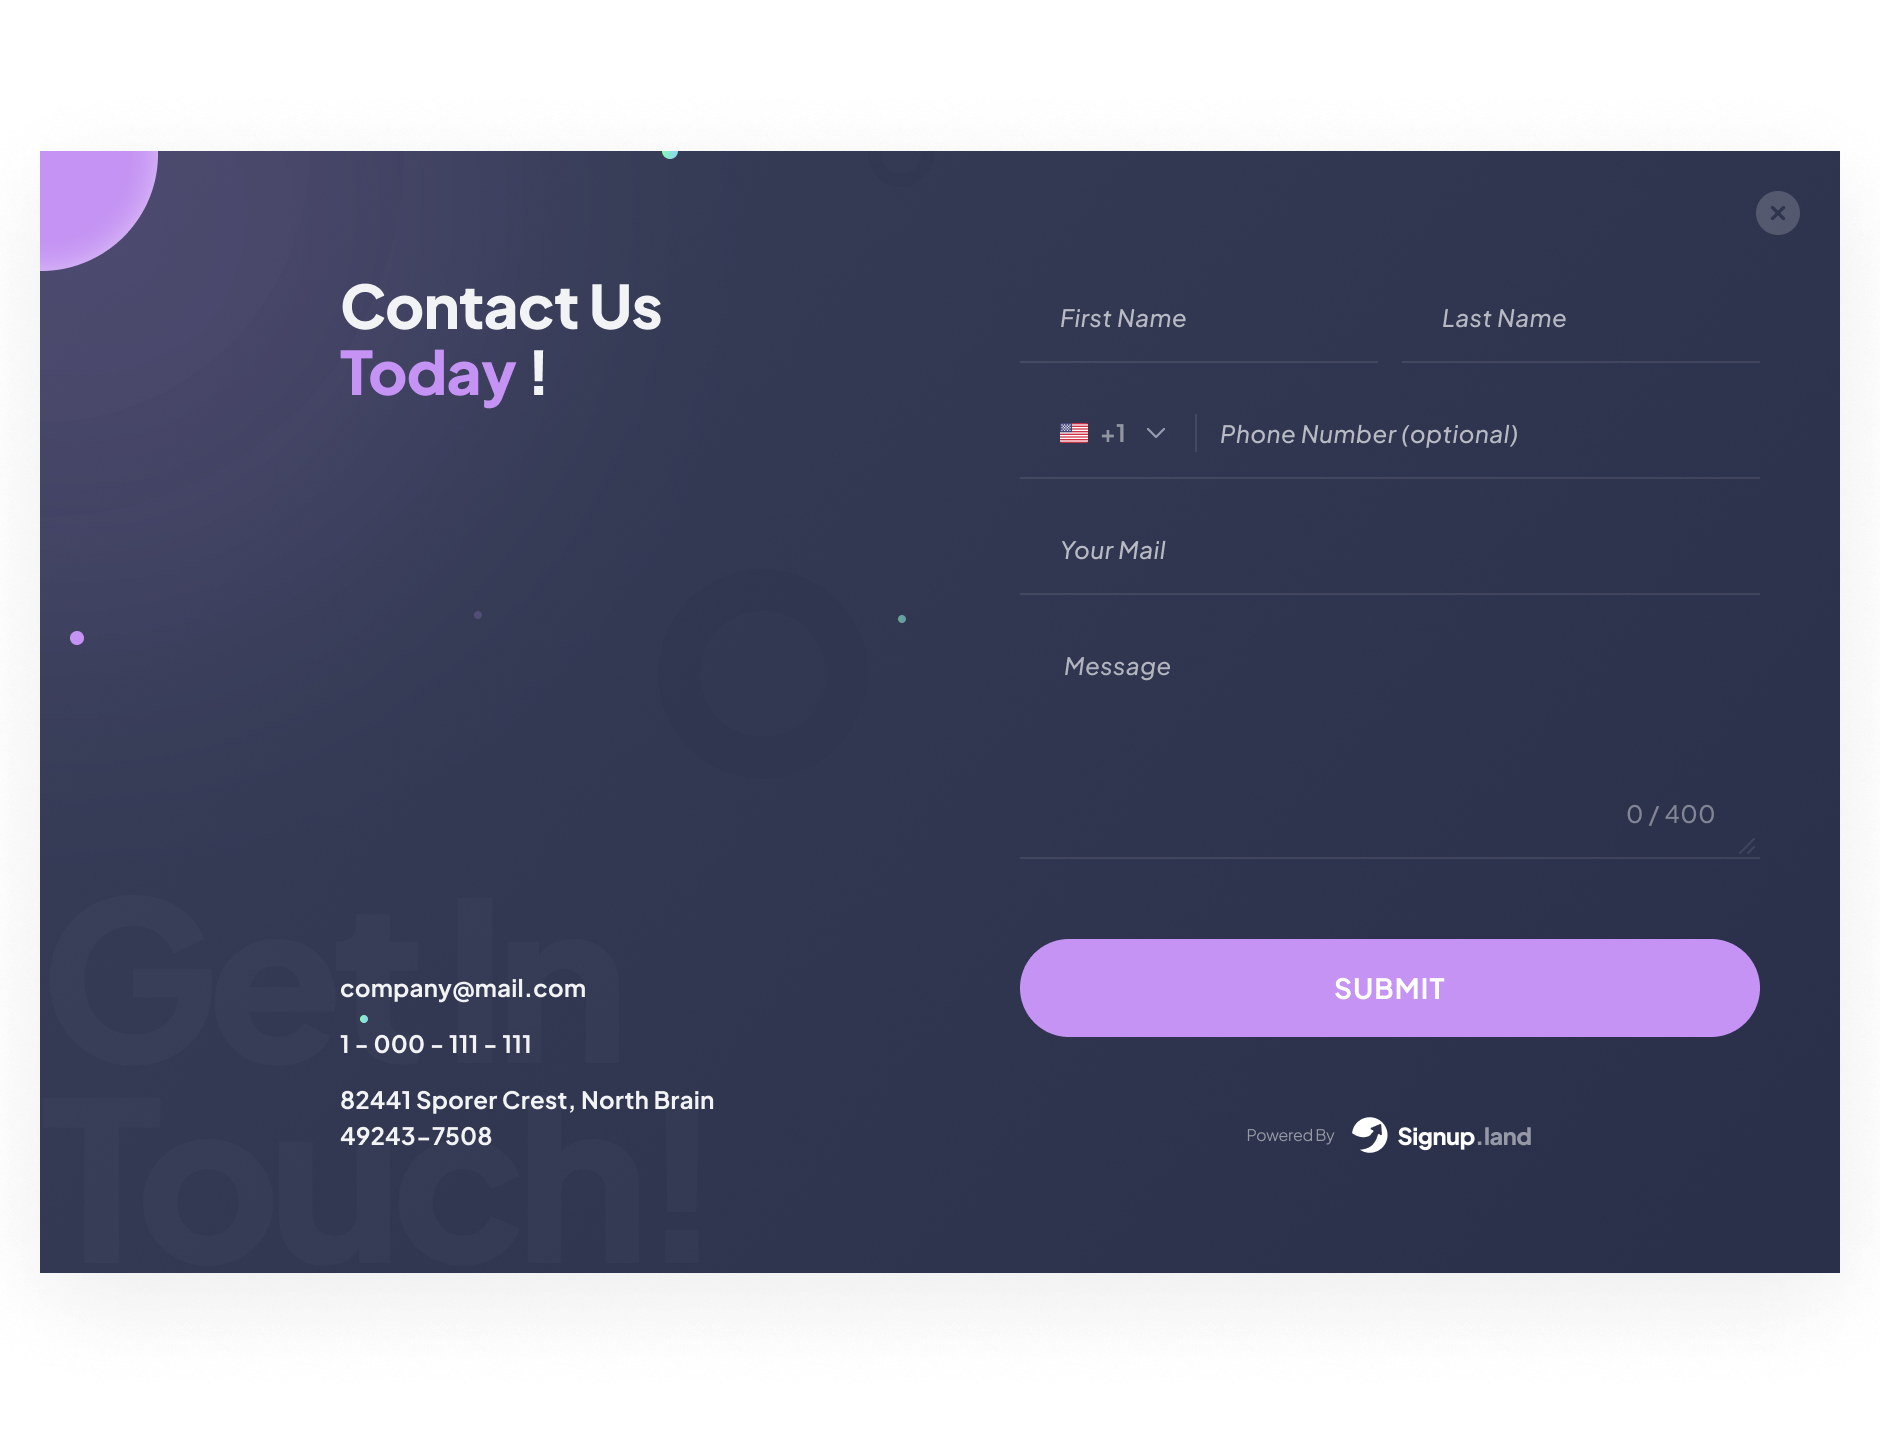 Contact Us
Today !
First Name
Last Name
+1
Phone Number (optional)
Your Mail
Message
0 / 400
Get In
Touch!
company@mail.com
1 - 000 - 111 - 111
82441 Sporer Crest, North Brain
49243-7508
SUBMIT
Powered By Signup.land